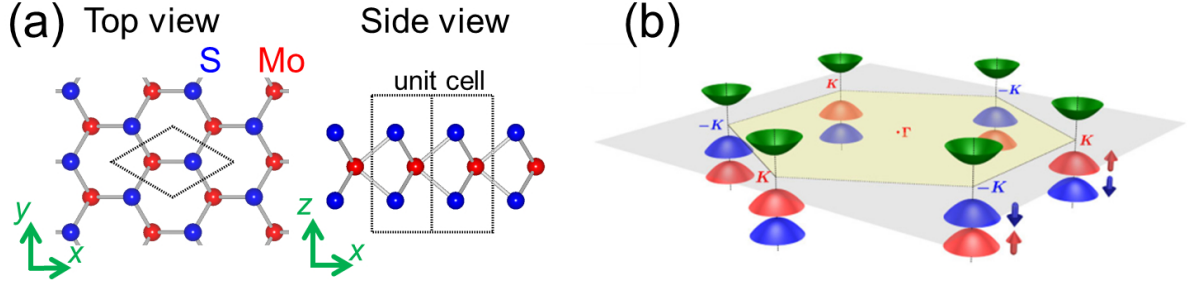 (a) Top view Side view
S Mo
unit cell
y
x
z
x
(b)
K
-K
-K
K
·Γ
K
-K